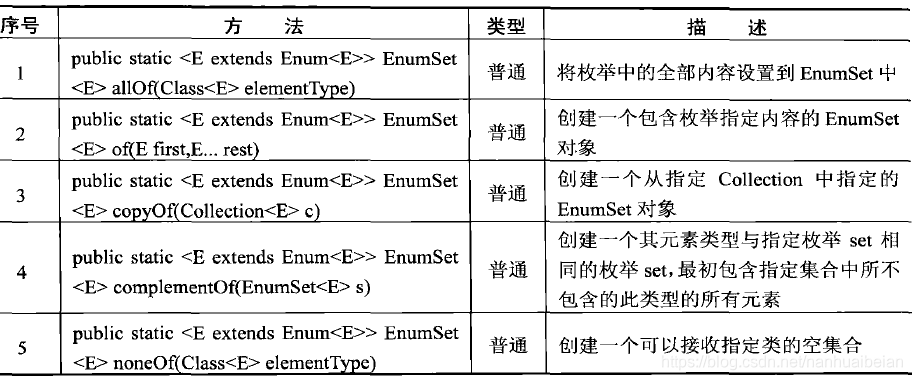 序号 方 法 类型 描 述
1 public static <E extends Enum<E>> EnumSet<E> allOf(Class<E> elementType) 普通 将枚举中的全部内容设置到 EnumSet 中
2 public static <E extends Enum<E>> EnumSet<E> of(E first,E... rest) 普通 创建一个包含枚举指定内容的 EnumSet 对象
3 public static <E extends Enum<E>> EnumSet<E> copyOf(Collection<E> c) 普通 创建一个从指定 Collection 中指定的 EnumSet 对象
4 public static <E extends Enum<E>> EnumSet<E> complementOf(EnumSet<E> s) 普通 创建一个其元素类型与指定枚举 set 相同的枚举 set,最初包含指定集合中所不包含的此类型的所有元素
5 public static <E extends Enum<E>> EnumSet<E> noneOf(Class<E> elementType) 普通 创建一个可以接收指定类的空集合
https://blog.csdn.net/nanhuaibeian